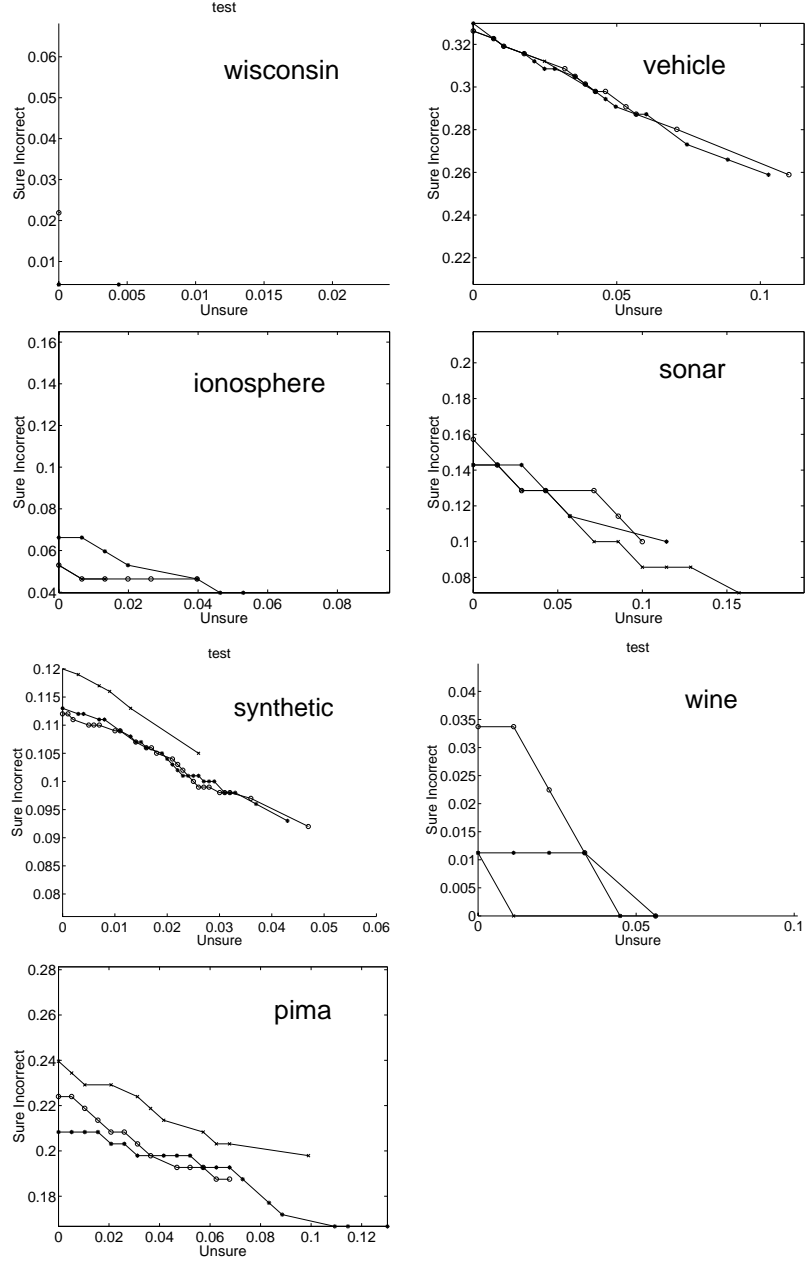 test
wisconsin
Sure Incorrect
0.06
0.05
0.04
0.03
0.02
0.01
0 0.005 0.01 0.015 0.02
Unsure
vehicle
Sure Incorrect
0.32
0.3
0.28
0.26
0.24
0.22
0 0.05 0.1
Unsure
ionosphere
Sure Incorrect
0.16
0.14
0.12
0.1
0.08
0.06
0.04
0 0.02 0.04 0.06 0.08
Unsure
sonar
Sure Incorrect
0.2
0.18
0.16
0.14
0.12
0.1
0.08
0 0.05 0.1 0.15
Unsure
synthetic
Sure Incorrect
0.12
0.115
0.11
0.105
0.1
0.095
0.09
0.085
0.08
0 0.01 0.02 0.03 0.04 0.05 0.06
Unsure
test
test
wine
Sure Incorrect
0.04
0.035
0.03
0.025
0.02
0.015
0.01
0.005
0
0 0.05 0.1
Unsure
pima
Sure Incorrect
0.28
0.26
0.24
0.22
0.2
0.18
0 0.02 0.04 0.06 0.08 0.1 0.12
Unsure